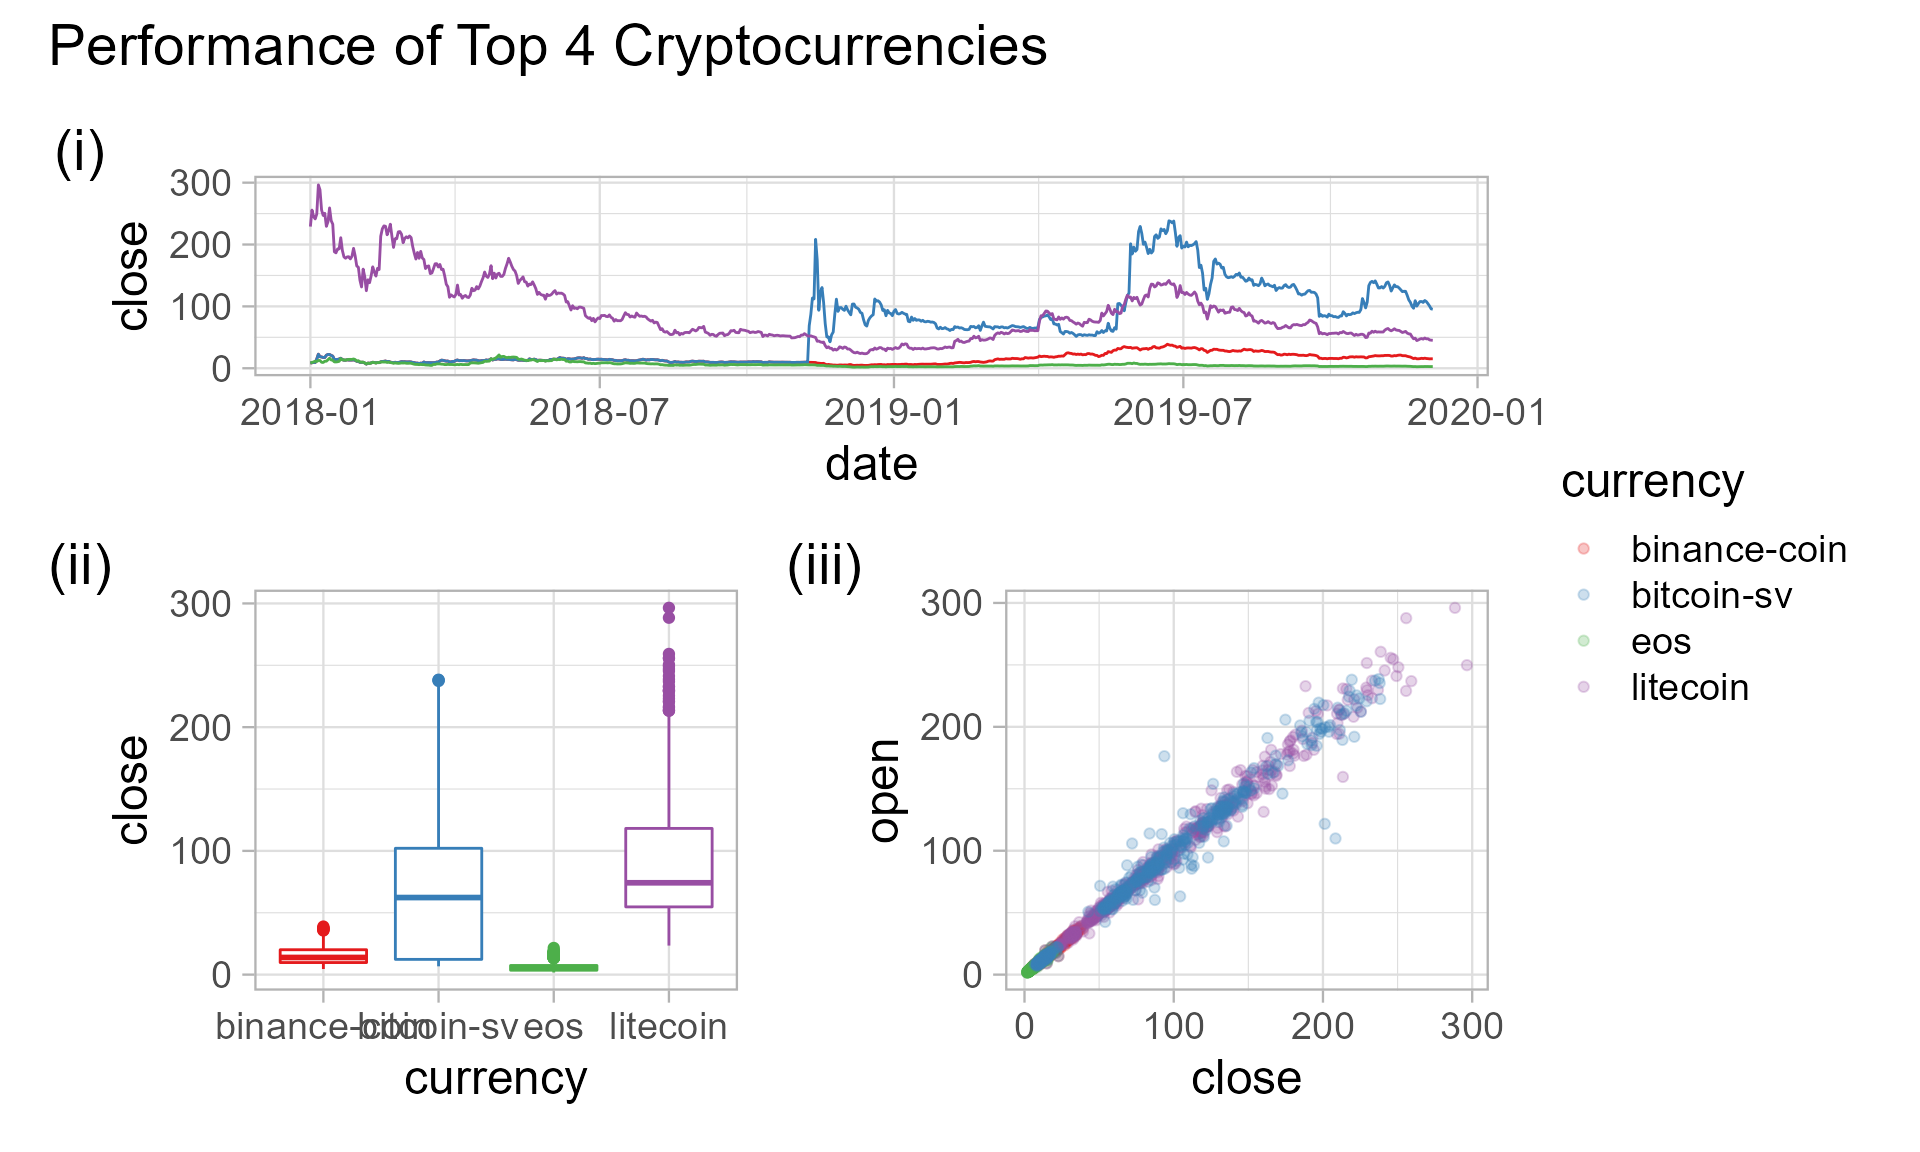 Performance of Top 4 Cryptocurrencies
(i)
300
200
100
0
close
2018-01 2018-07 2019-01 2019-07 2020-01
date
currency
binance-coin
bitcoin-sv
eos
litecoin
(ii)
300
200
100
0
close
binance-coin bitcoin-sv eos litecoin
currency
(iii)
300
200
100
0
open
0 100 200 300
close